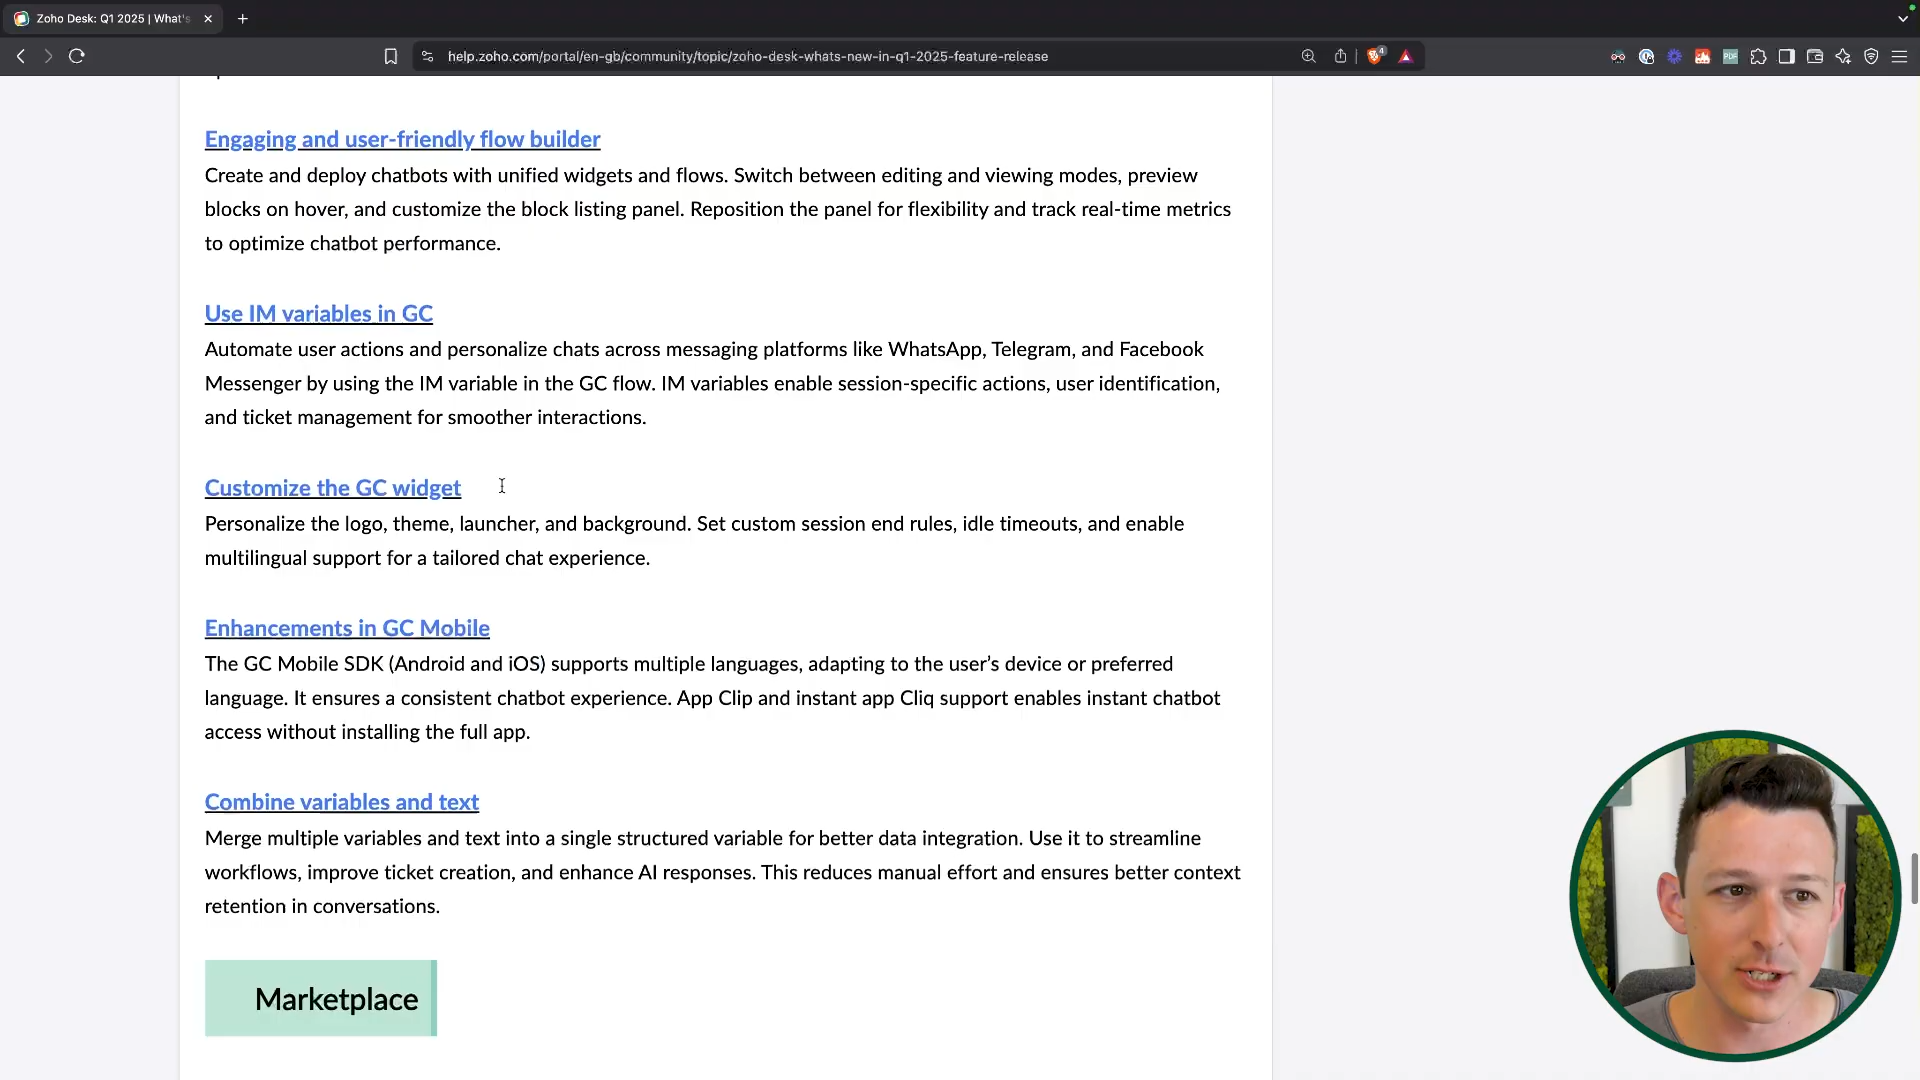 Zoho Desk: Q1 2025 | What's
help.zoho.com/portal/en-gb/community/topic/zoho-desk-whats-new-in-q1-2025-feature-release
4
PDF
Engaging and user-friendly flow builder
Create and deploy chatbots with unified widgets and flows. Switch between editing and viewing modes, preview
blocks on hover, and customize the block listing panel. Reposition the panel for flexibility and track real-time metrics
to optimize chatbot performance.
Use IM variables in GC
Automate user actions and personalize chats across messaging platforms like WhatsApp, Telegram, and Facebook
Messenger by using the IM variable in the GC flow. IM variables enable session-specific actions, user identification,
and ticket management for smoother interactions.
Customize the GC widget
Personalize the logo, theme, launcher, and background. Set custom session end rules, idle timeouts, and enable
multilingual support for a tailored chat experience.
Enhancements in GC Mobile
The GC Mobile SDK (Android and iOS) supports multiple languages, adapting to the user’s device or preferred
language. It ensures a consistent chatbot experience. App Clip and instant app Cliq support enables instant chatbot
access without installing the full app.
Combine variables and text
Merge multiple variables and text into a single structured variable for better data integration. Use it to streamline
workflows, improve ticket creation, and enhance AI responses. This reduces manual effort and ensures better context
retention in conversations.
Marketplace